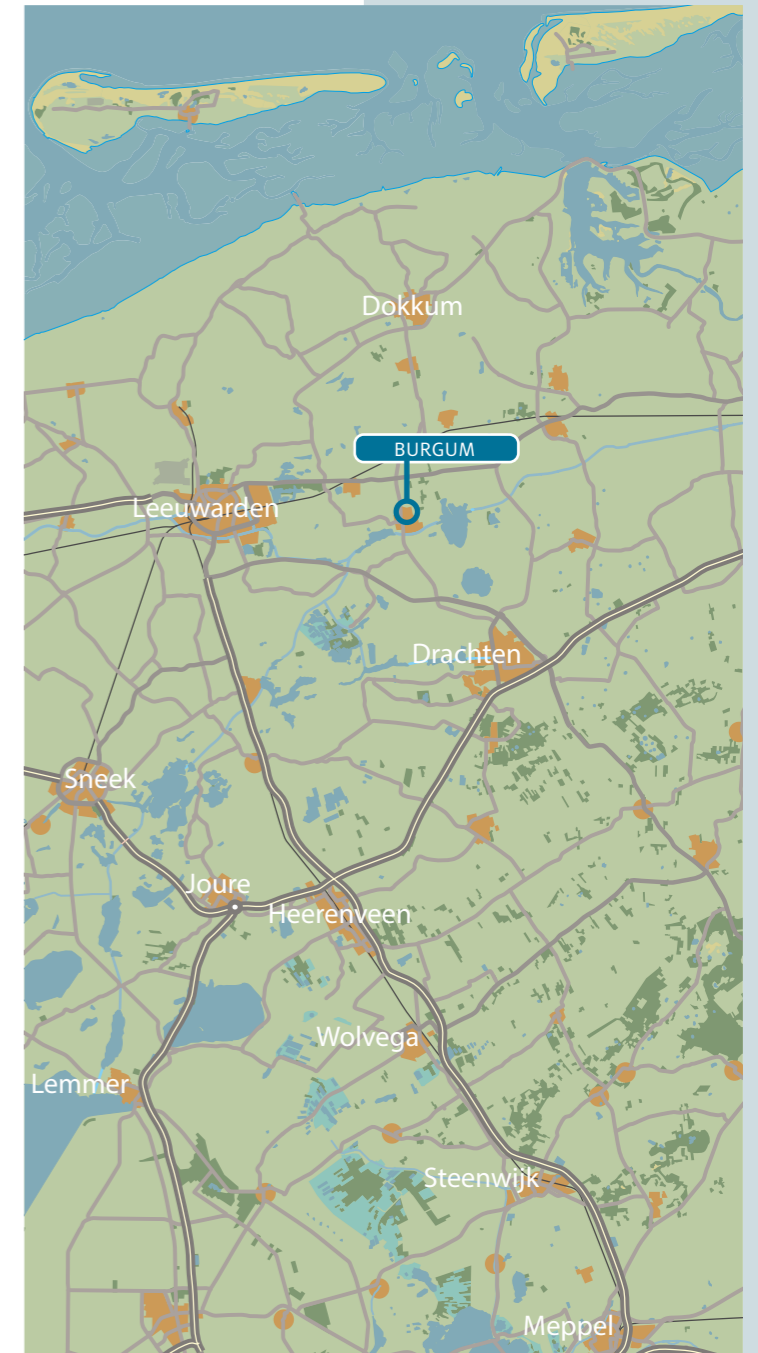 Dokkum
BURGUM
Leeuwarden
Drachten
Sneek
Joure
Heerenveen
Wolvega
Lemmer
Steenwijk
Meppel